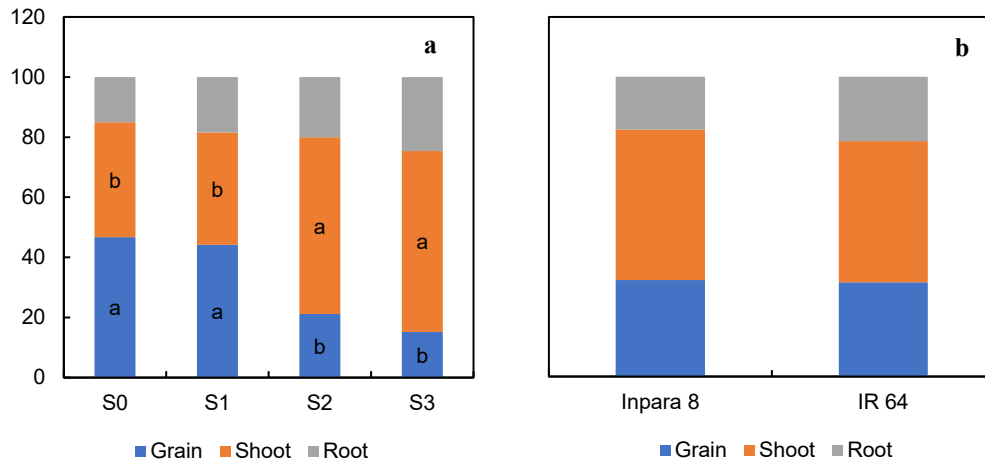 120
100
80
60
40
20
0
a
b b a a
a a b b
S0 S1 S2 S3
Grain Shoot Root
b
Inpara 8 IR 64
Grain Shoot Root